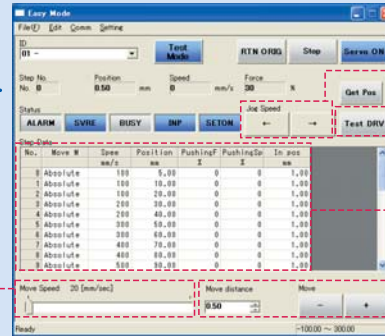 Easy Mode
File(F) Edit Comm Setting
ID
01 -
Test Mode
RTN ORIG Stop Servo ON
Step No. Position Speed Force
No. 0 0.50 mm 0 mm/s 30 %
Get Pos
Status
Jog Speed
ALARM SVRE BUSY INP SETON ← → Test DRV
Step Data
No. Move M Spee Position PushingF PushingSp In pos
mm/s mm % % mm
0 Absolute 100 5.00 0 0 1.00
1 Absolute 100 10.00 0 0 1.00
2 Absolute 100 20.00 0 0 1.00
3 Absolute 200 30.00 0 0 1.00
4 Absolute 200 40.00 0 0 1.00
5 Absolute 300 50.00 0 0 1.00
6 Absolute 300 60.00 0 0 1.00
7 Absolute 400 70.00 0 0 1.00
8 Absolute 400 80.00 0 0 1.00
9 Absolute 500 90.00 0 0 1.00
Move Speed: 20 [mm/sec] Move distance Move
0.50 - +
Ready -100.00 ~ 300.00